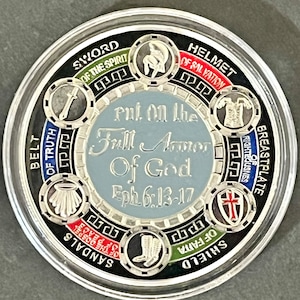 Put on the
Full Armor
Of God
Eph 6:13-17
SWORD
OF THE SPIRIT
HELMET
OF SALVATION
BREASTPLATE
OF RIGHTEOUSNESS
SHIELD
OF FAITH
SANDALS
BELT
OF TRUTH